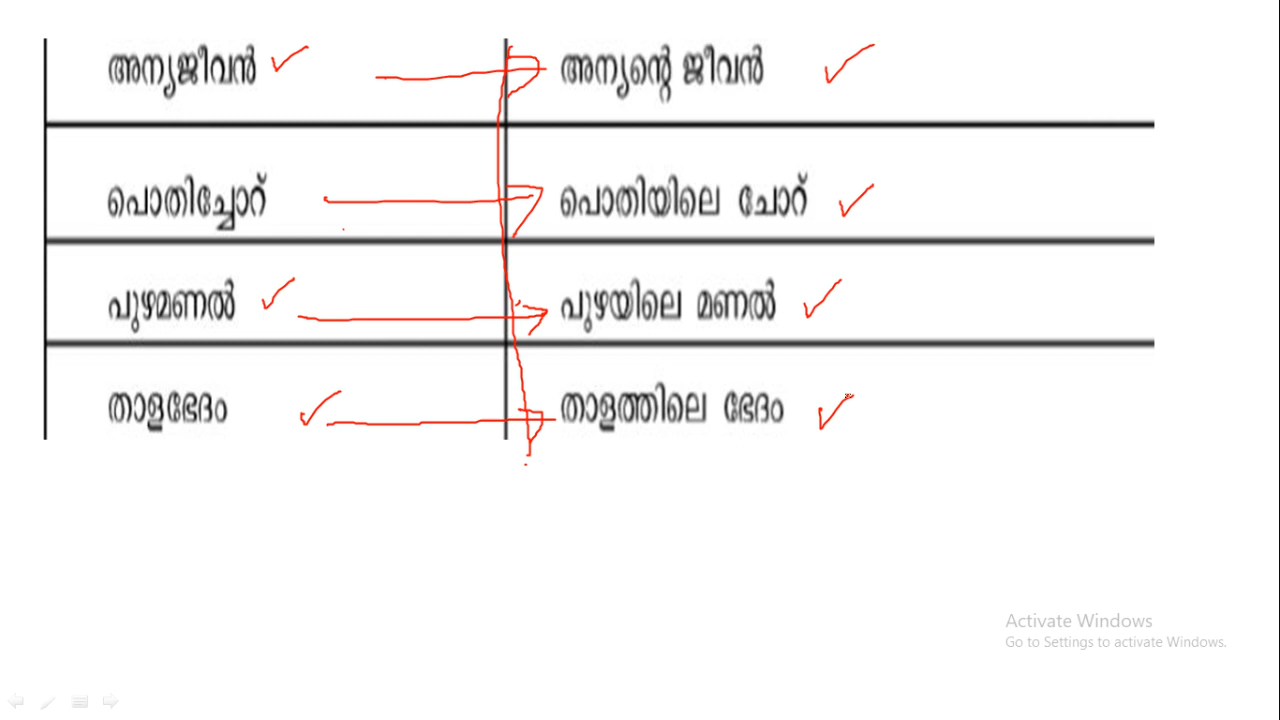 അന്യജീവൻ അന്യന്റെ ജീവൻ
പൊതിച്ചോറ് പൊതിയിലെ ചോറ്
പുഴമണൽ പുഴയിലെ മണൽ
താളഭേദം താളത്തിലെ ഭേദം
Activate Windows
Go to Settings to activate Windows.